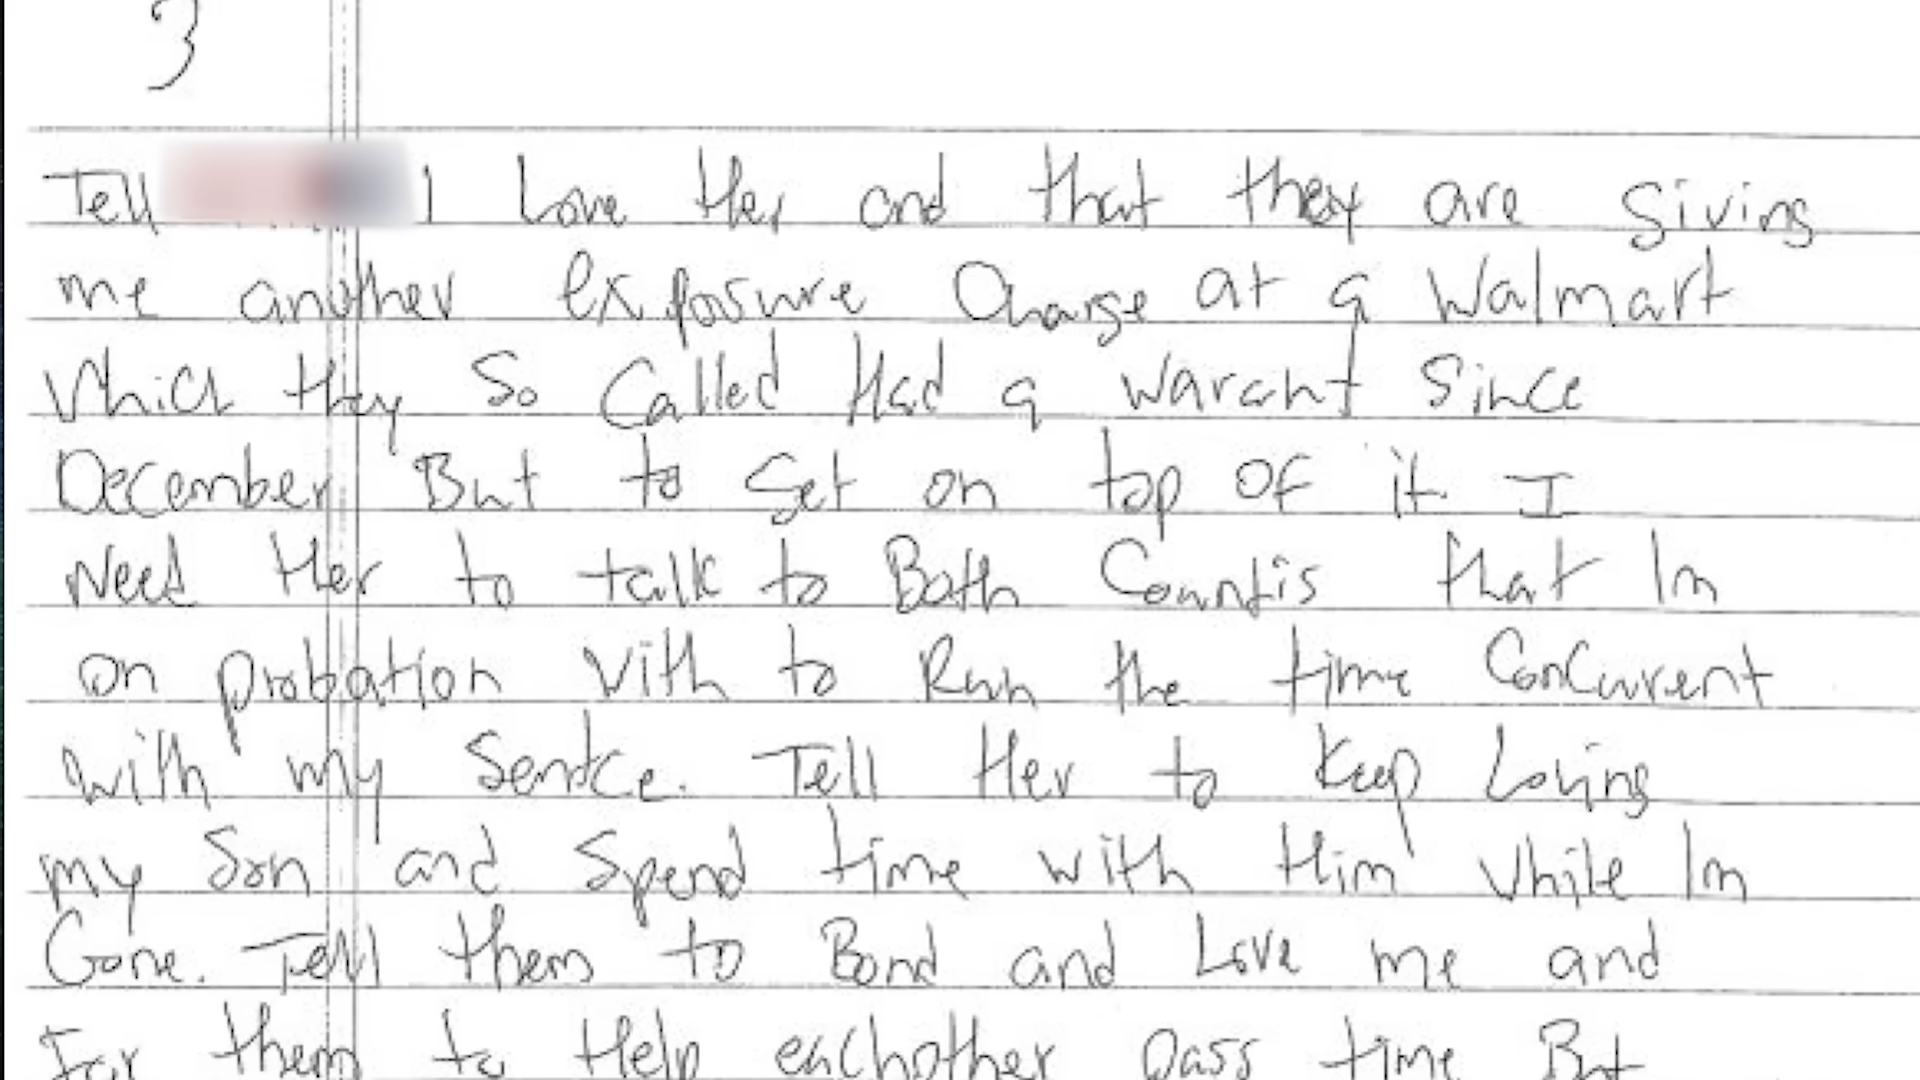 3
Tell I Love Her and that they are giving
me another exposure Charge at a Walmart
Which they So Called Had a warant Since
December But to Get on top of it I
Need Her to talk to Both Countis that Im
on probation With to Run the time ConCurrent
with my Sentce. Tell Her to Keep Loving
my Son and Spend time with Him While Im
Gone. Tell them to Bond and Love me and
For them to Help eachother pass time But